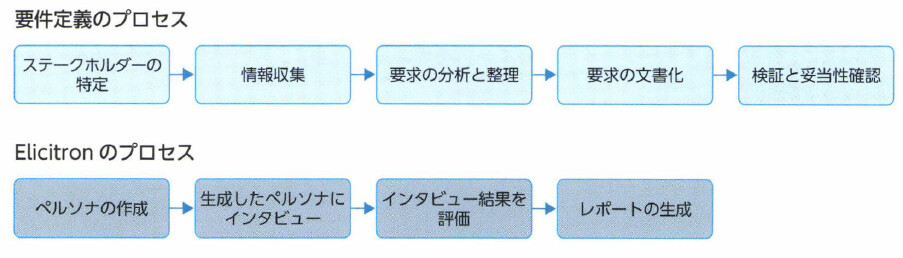 要件定義のプロセス
ステークホルダーの
特定
情報収集
要求の分析と整理
要求の文書化
検証と妥当性確認
Elicitron のプロセス
ペルソナの作成
生成したペルソナに
インタビュー
インタビュー結果を
評価
レポートの生成